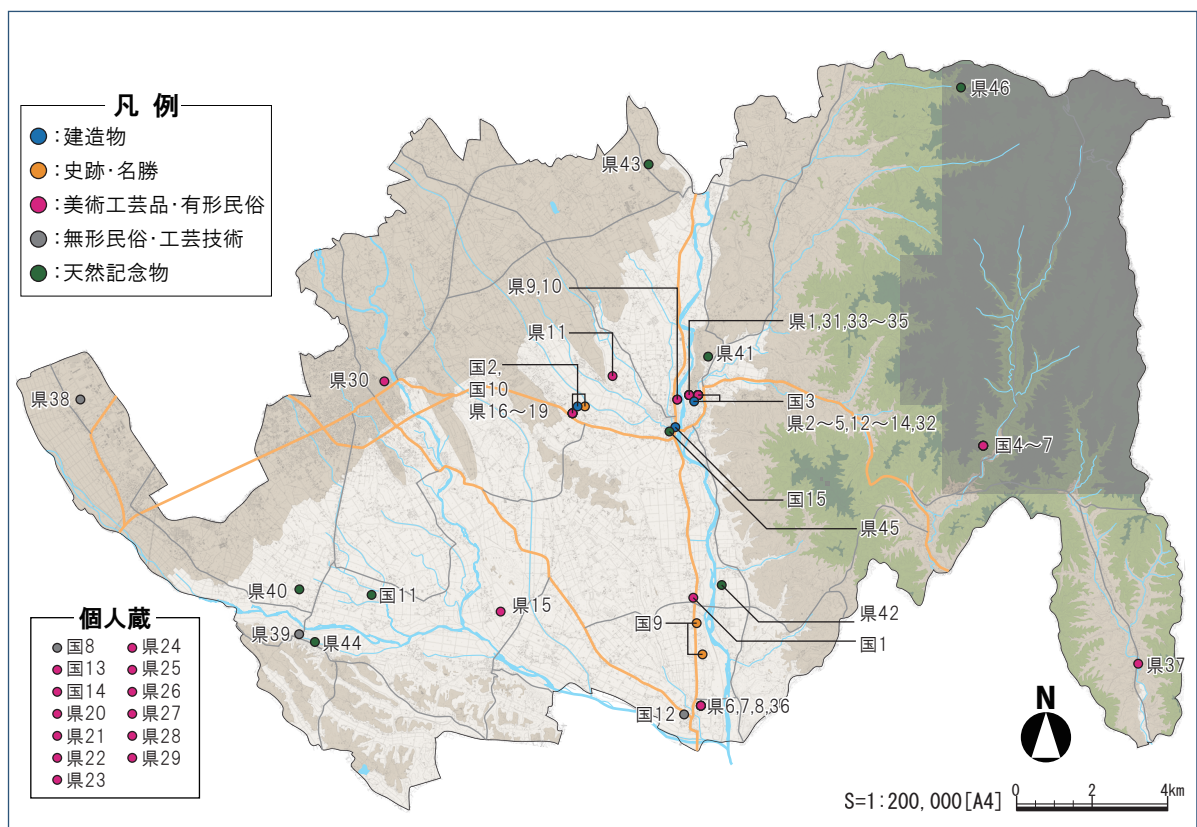 凡 例
:建造物
:史跡・名勝
:美術工芸品・有形民俗
:無形民俗・工芸技術
:天然記念物
県46
県43
県9,10
県1,31,33～35
県11
県41
国2,
国10
県16～19
県30
県38
国3
県2～5,12～14,32
国4～7
国15
県45
県40
国11
県15
県42
国9
国1
県39
県44
県37
国12
県6,7,8,36
個人蔵
国8
国13
国14
県20
県21
県22
県23
県24
県25
県26
県27
県28
県29
N
S=1:200,000[A4]
0 2 4km